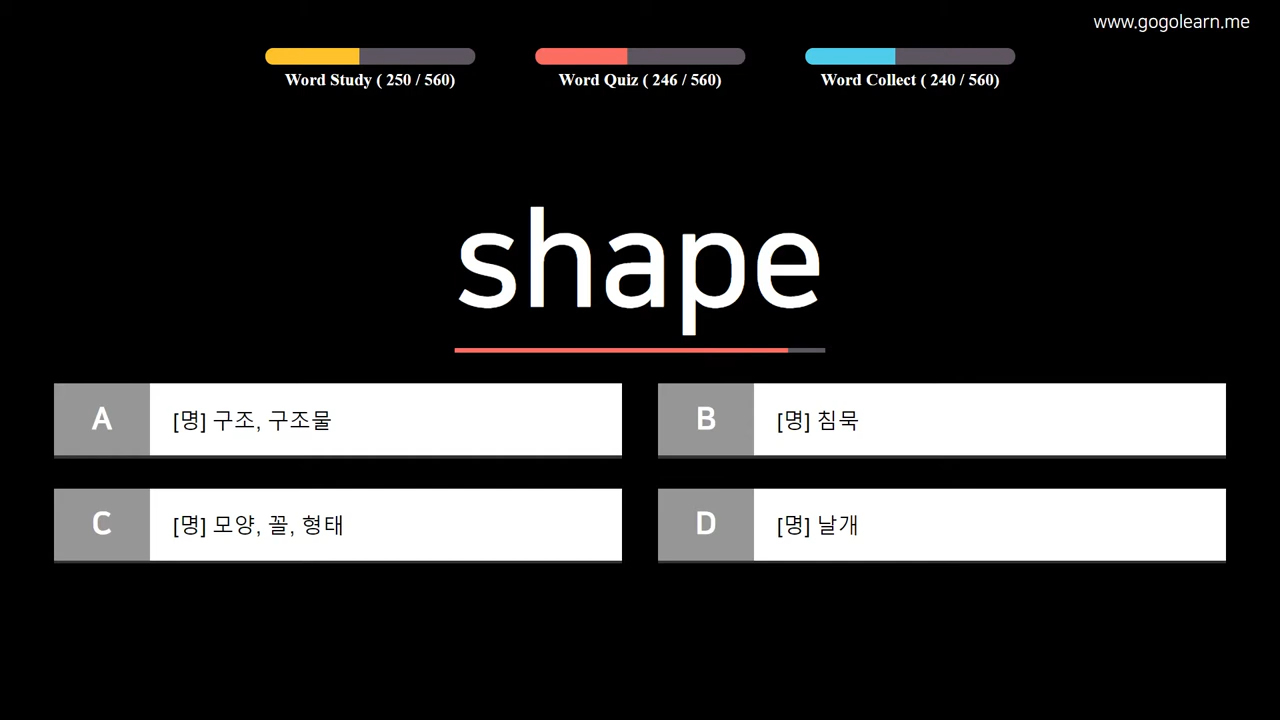 www.gogolearn.me
Word Study ( 250 / 560)
Word Quiz ( 246 / 560)
Word Collect ( 240 / 560)
shape
A [명] 구조, 구조물
B [명] 침묵
C [명] 모양, 꼴, 형태
D [명] 날개